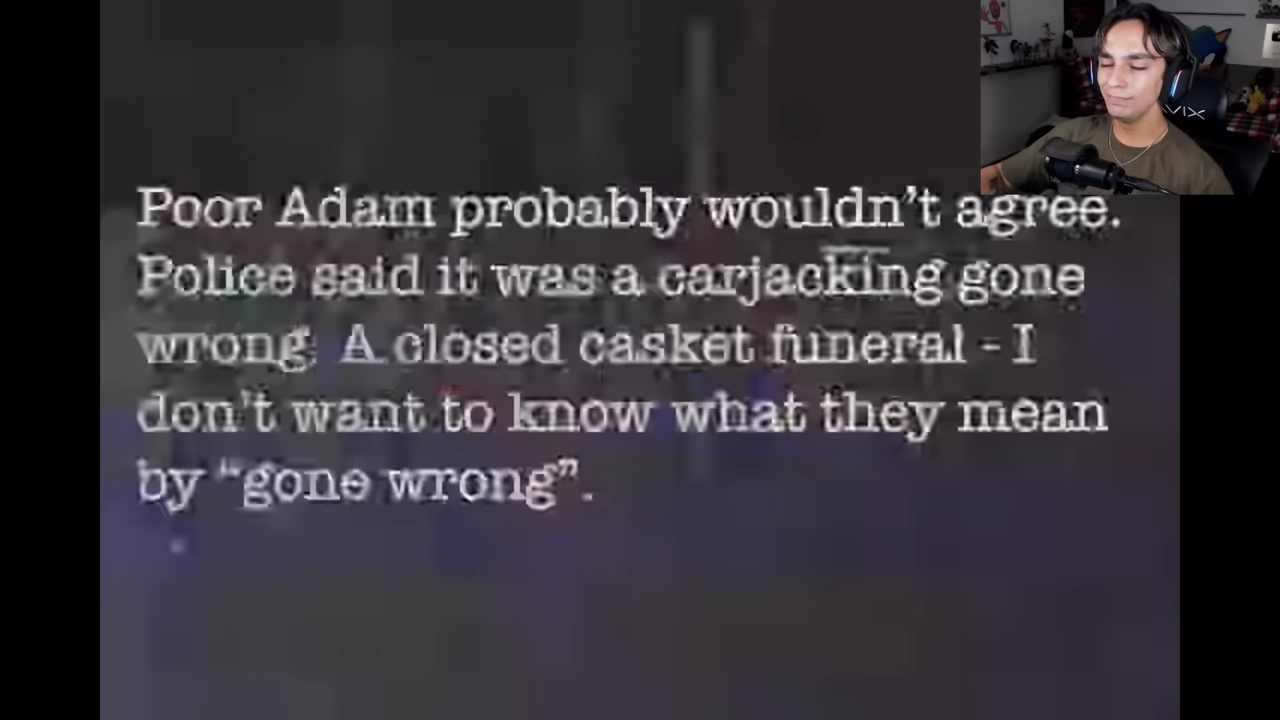 Poor Adam probably wouldn't agree.
Police said it was a carjacking gone
wrong. A closed casket funeral - I
don't want to know what they mean
by “gone wrong”.
VIX